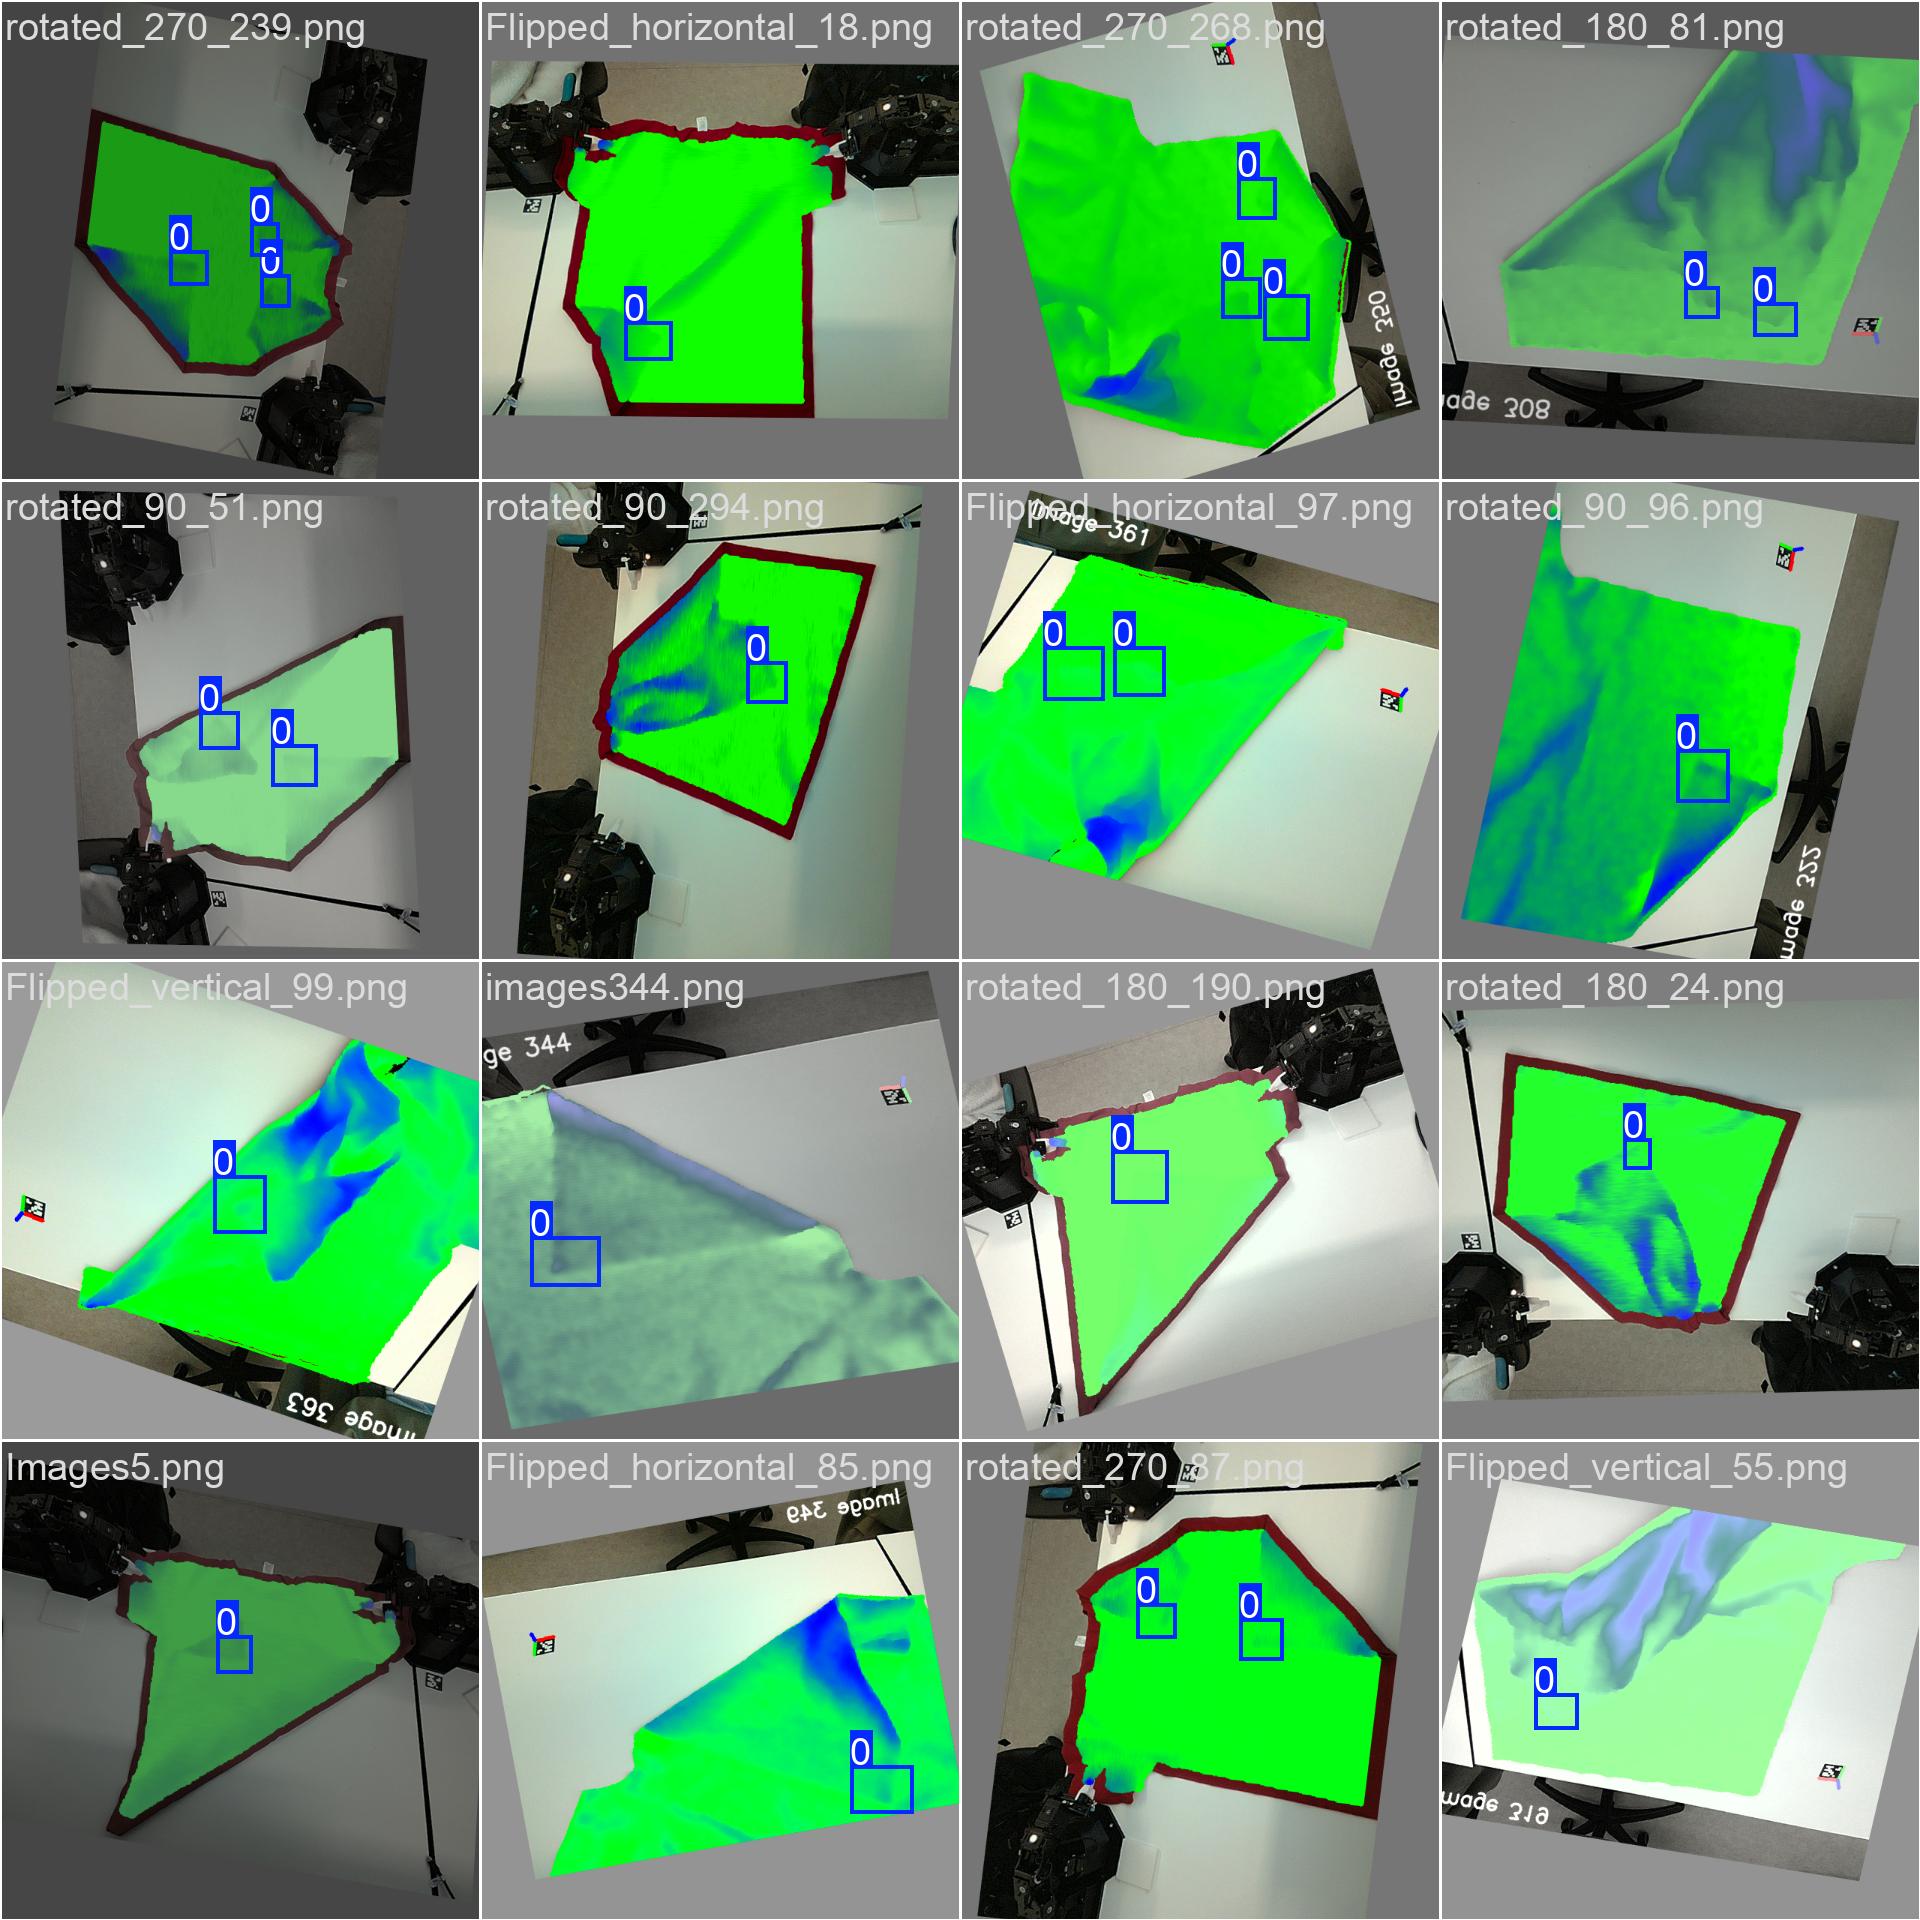 rotated_270_239.png
Flipped_horizontal_18.png
rotated_270_268.png
rotated_180_81.png
0
0
0
0
0
0
0
0
0
Image 350
age 308
rotated_90_51.png
rotated_90_294.png
Flipped_horizontal_97.png
rotated_90_96.png
Image 361
0
0
0
0
0
0
Image 322
Flipped_vertical_99.png
images344.png
rotated_180_190.png
rotated_180_24.png
ge 344
0
0
0
0
Image 363
Images5.png
Flipped_horizontal_85.png
rotated_270_87.png
Flipped_vertical_55.png
Image 349
0
0
0
0
0
mage 319